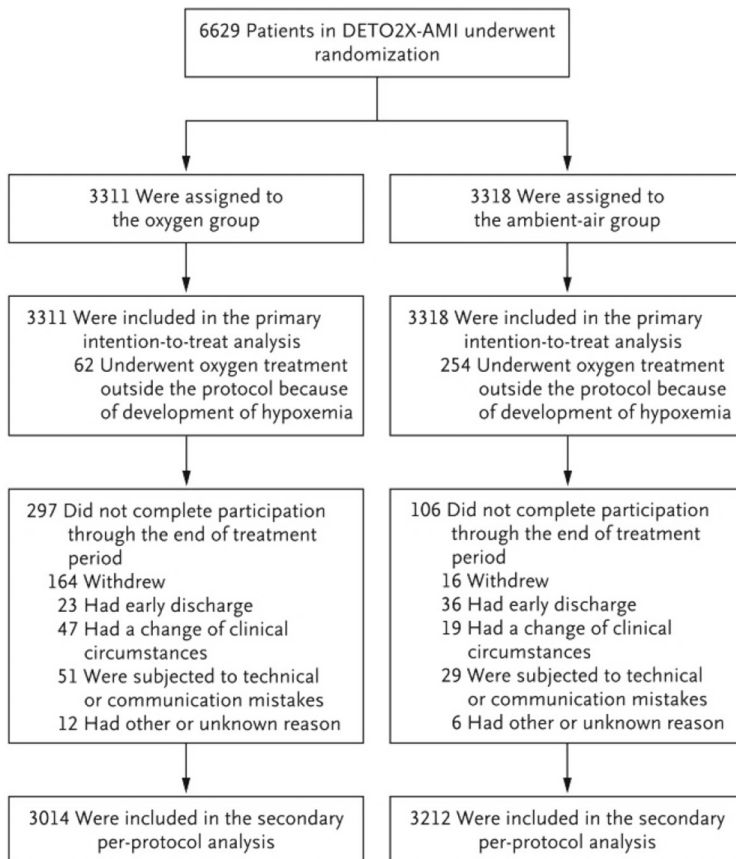 6629 Patients in DETO2X-AMI underwent
randomization
3311 Were assigned to
the oxygen group
3318 Were assigned to
the ambient-air group
3311 Were included in the primary
intention-to-treat analysis
62 Underwent oxygen treatment
outside the protocol because
of development of hypoxemia
3318 Were included in the primary
intention-to-treat analysis
254 Underwent oxygen treatment
outside the protocol because
of development of hypoxemia
297 Did not complete participation
through the end of treatment
period
164 Withdrew
23 Had early discharge
47 Had a change of clinical
circumstances
51 Were subjected to technical
or communication mistakes
12 Had other or unknown reason
106 Did not complete participation
through the end of treatment
period
16 Withdrew
36 Had early discharge
19 Had a change of clinical
circumstances
29 Were subjected to technical
or communication mistakes
6 Had other or unknown reason
3014 Were included in the secondary
per-protocol analysis
3212 Were included in the secondary
per-protocol analysis